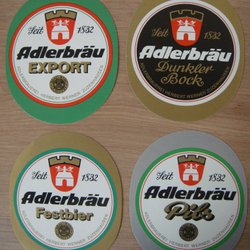 Seit 1832
Adlerbräu
EXPORT
Seit 1832
Adlerbräu
Dunkler
Bock
Seit 1832
Adlerbräu
Festbier
Seit 1832
Adlerbräu
Pils